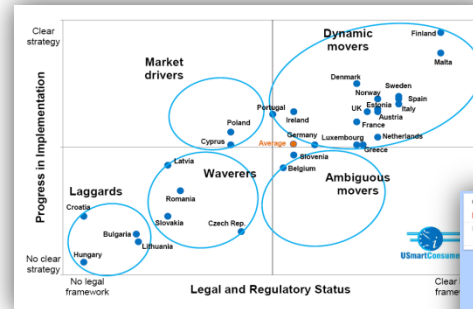 Clear
strategy
Dynamic
movers
Finland
Malta
Market
drivers
Denmark
Norway
Sweden
Spain
Estonia
UK
Italy
Austria
Portugal
Ireland
France
Poland
Cyprus
Average
Germany
Luxembourg
Netherlands
Greece
Slovenia
Belgium
Latvia
Waverers
Ambiguous
movers
Romania
Laggards
Croatia
Slovakia
Czech Rep.
Bulgaria
Lithuania
Hungary
Progress in Implementation
USmartConsume
No clear
strategy
No legal
framework
Legal and Regulatory Status
Clear